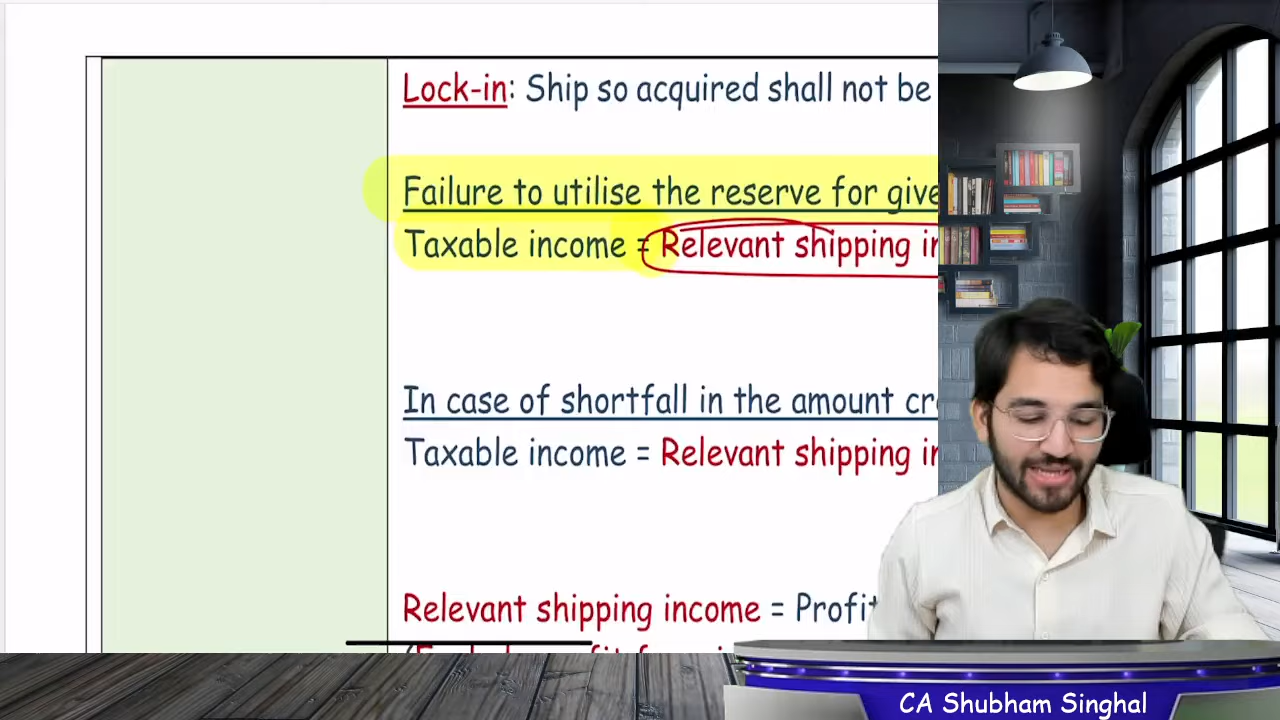 Lock-in: Ship so acquired shall not be
Failure to utilise the reserve for give
Taxable income = Relevant shipping in
In case of shortfall in the amount cr
Taxable income = Relevant shipping in
Relevant shipping income = Profit
CA Shubham Singhal